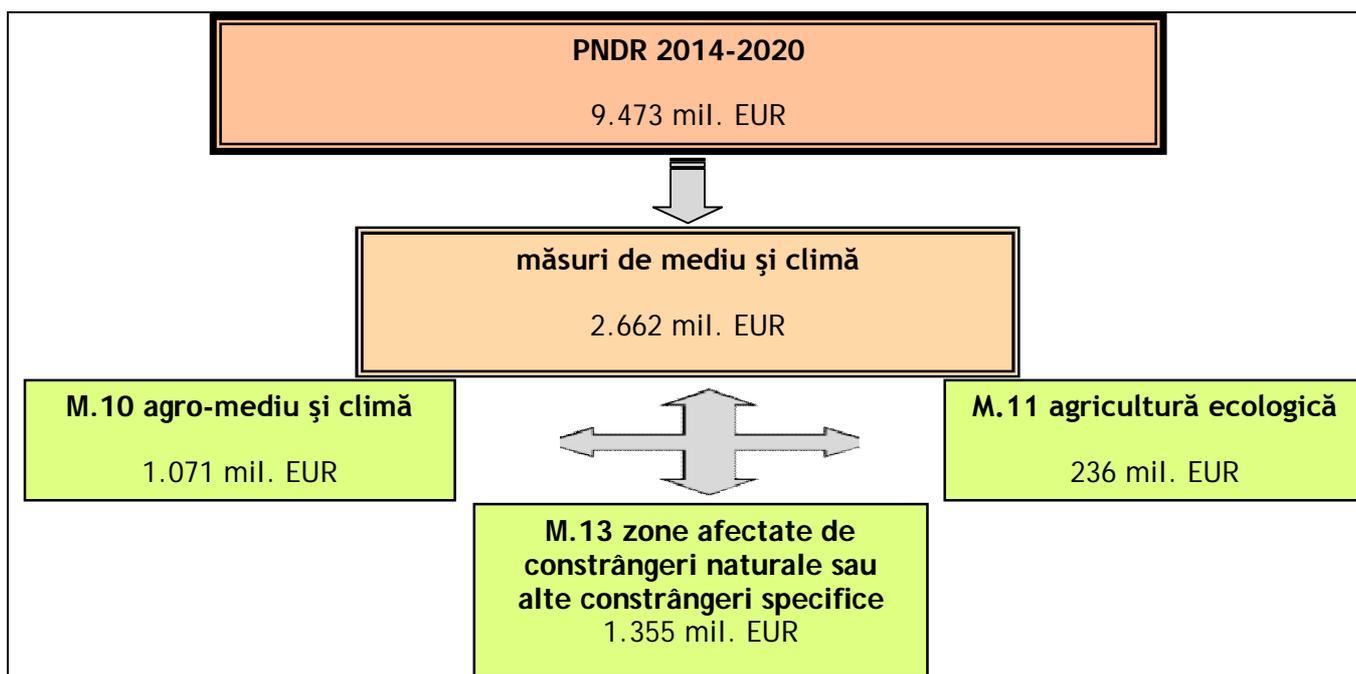 PNDR 2014-2020
9.473 mil. EUR
măsuri de mediu şi climă
2.662 mil. EUR
M.10 agro-mediu şi climă
1.071 mil. EUR
M.11 agricultură ecologică
236 mil. EUR
M.13 zone afectate de
constrângeri naturale sau
alte constrângeri specifice
1.355 mil. EUR